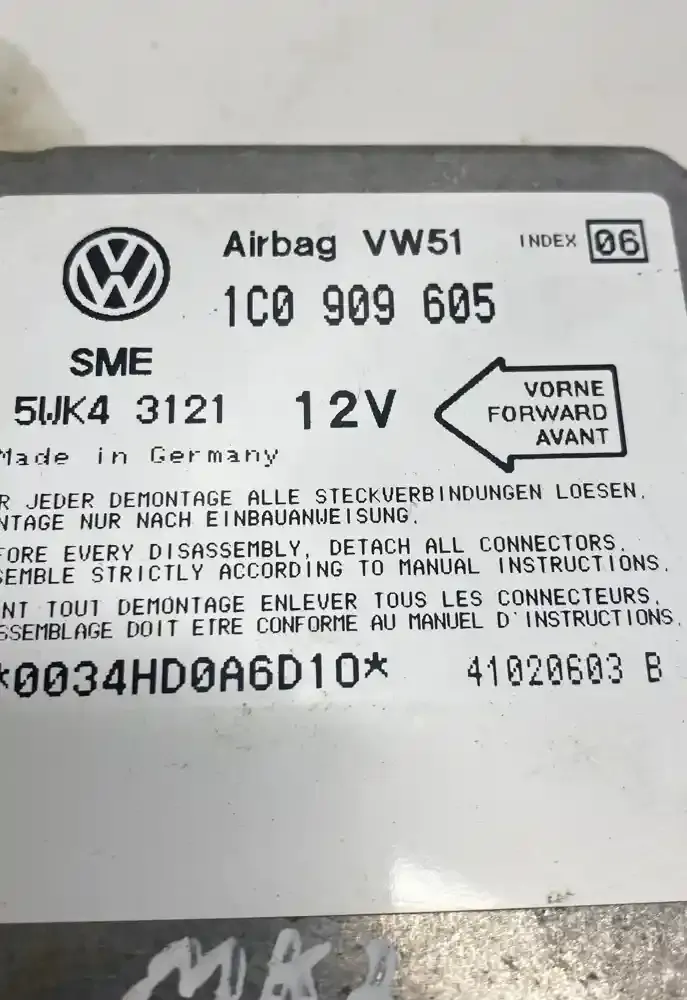 Airbag VW51 INDEX 06
1C0 909 605
SME
5WK4 3121 12V
VORNE
FORWARD
AVANT
Made in Germany
R JEDER DEMONTAGE ALLE STECKVERBINDUNGEN LOESEN.
NTAGE NUR NACH EINBAUANWEISUNG.
FORE EVERY DISASSEMBLY, DETACH ALL CONNECTORS.
SEMBLE STRICTLY ACCORDING TO MANUAL INSTRUCTIONS.
NT TOUT DEMONTAGE ENLEVER TOUS LES CONNECTEURS.
SSEMBLAGE DOIT ETRE CONFORME AU MANUEL D'INSTRUCTIONS.
*0034HD0A6D10* 41020603 B